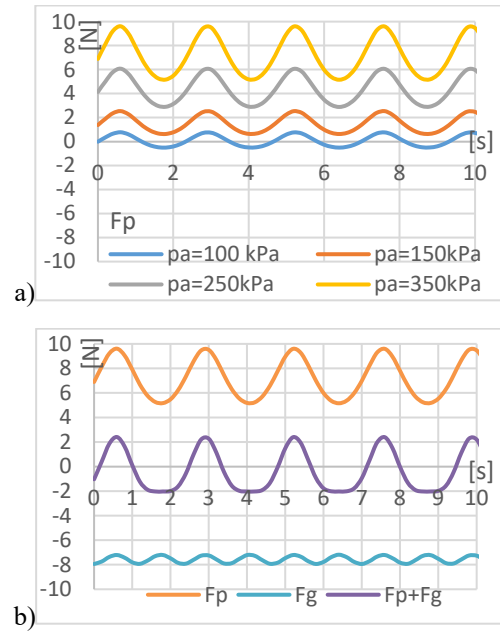 10
[N]
8
6
4
2
0
-2
-4
-6
-8
-10
0 2 4 6 8 10
[s]
Fp
pa=100 kPa pa=150kPa
pa=250kPa pa=350kPa
a)
10
[N]
8
6
4
2
0
-2
-4
-6
-8
-10
[s]
0 1 2 3 4 5 6 7 8 9 10
Fp Fg Fp+Fg
b)